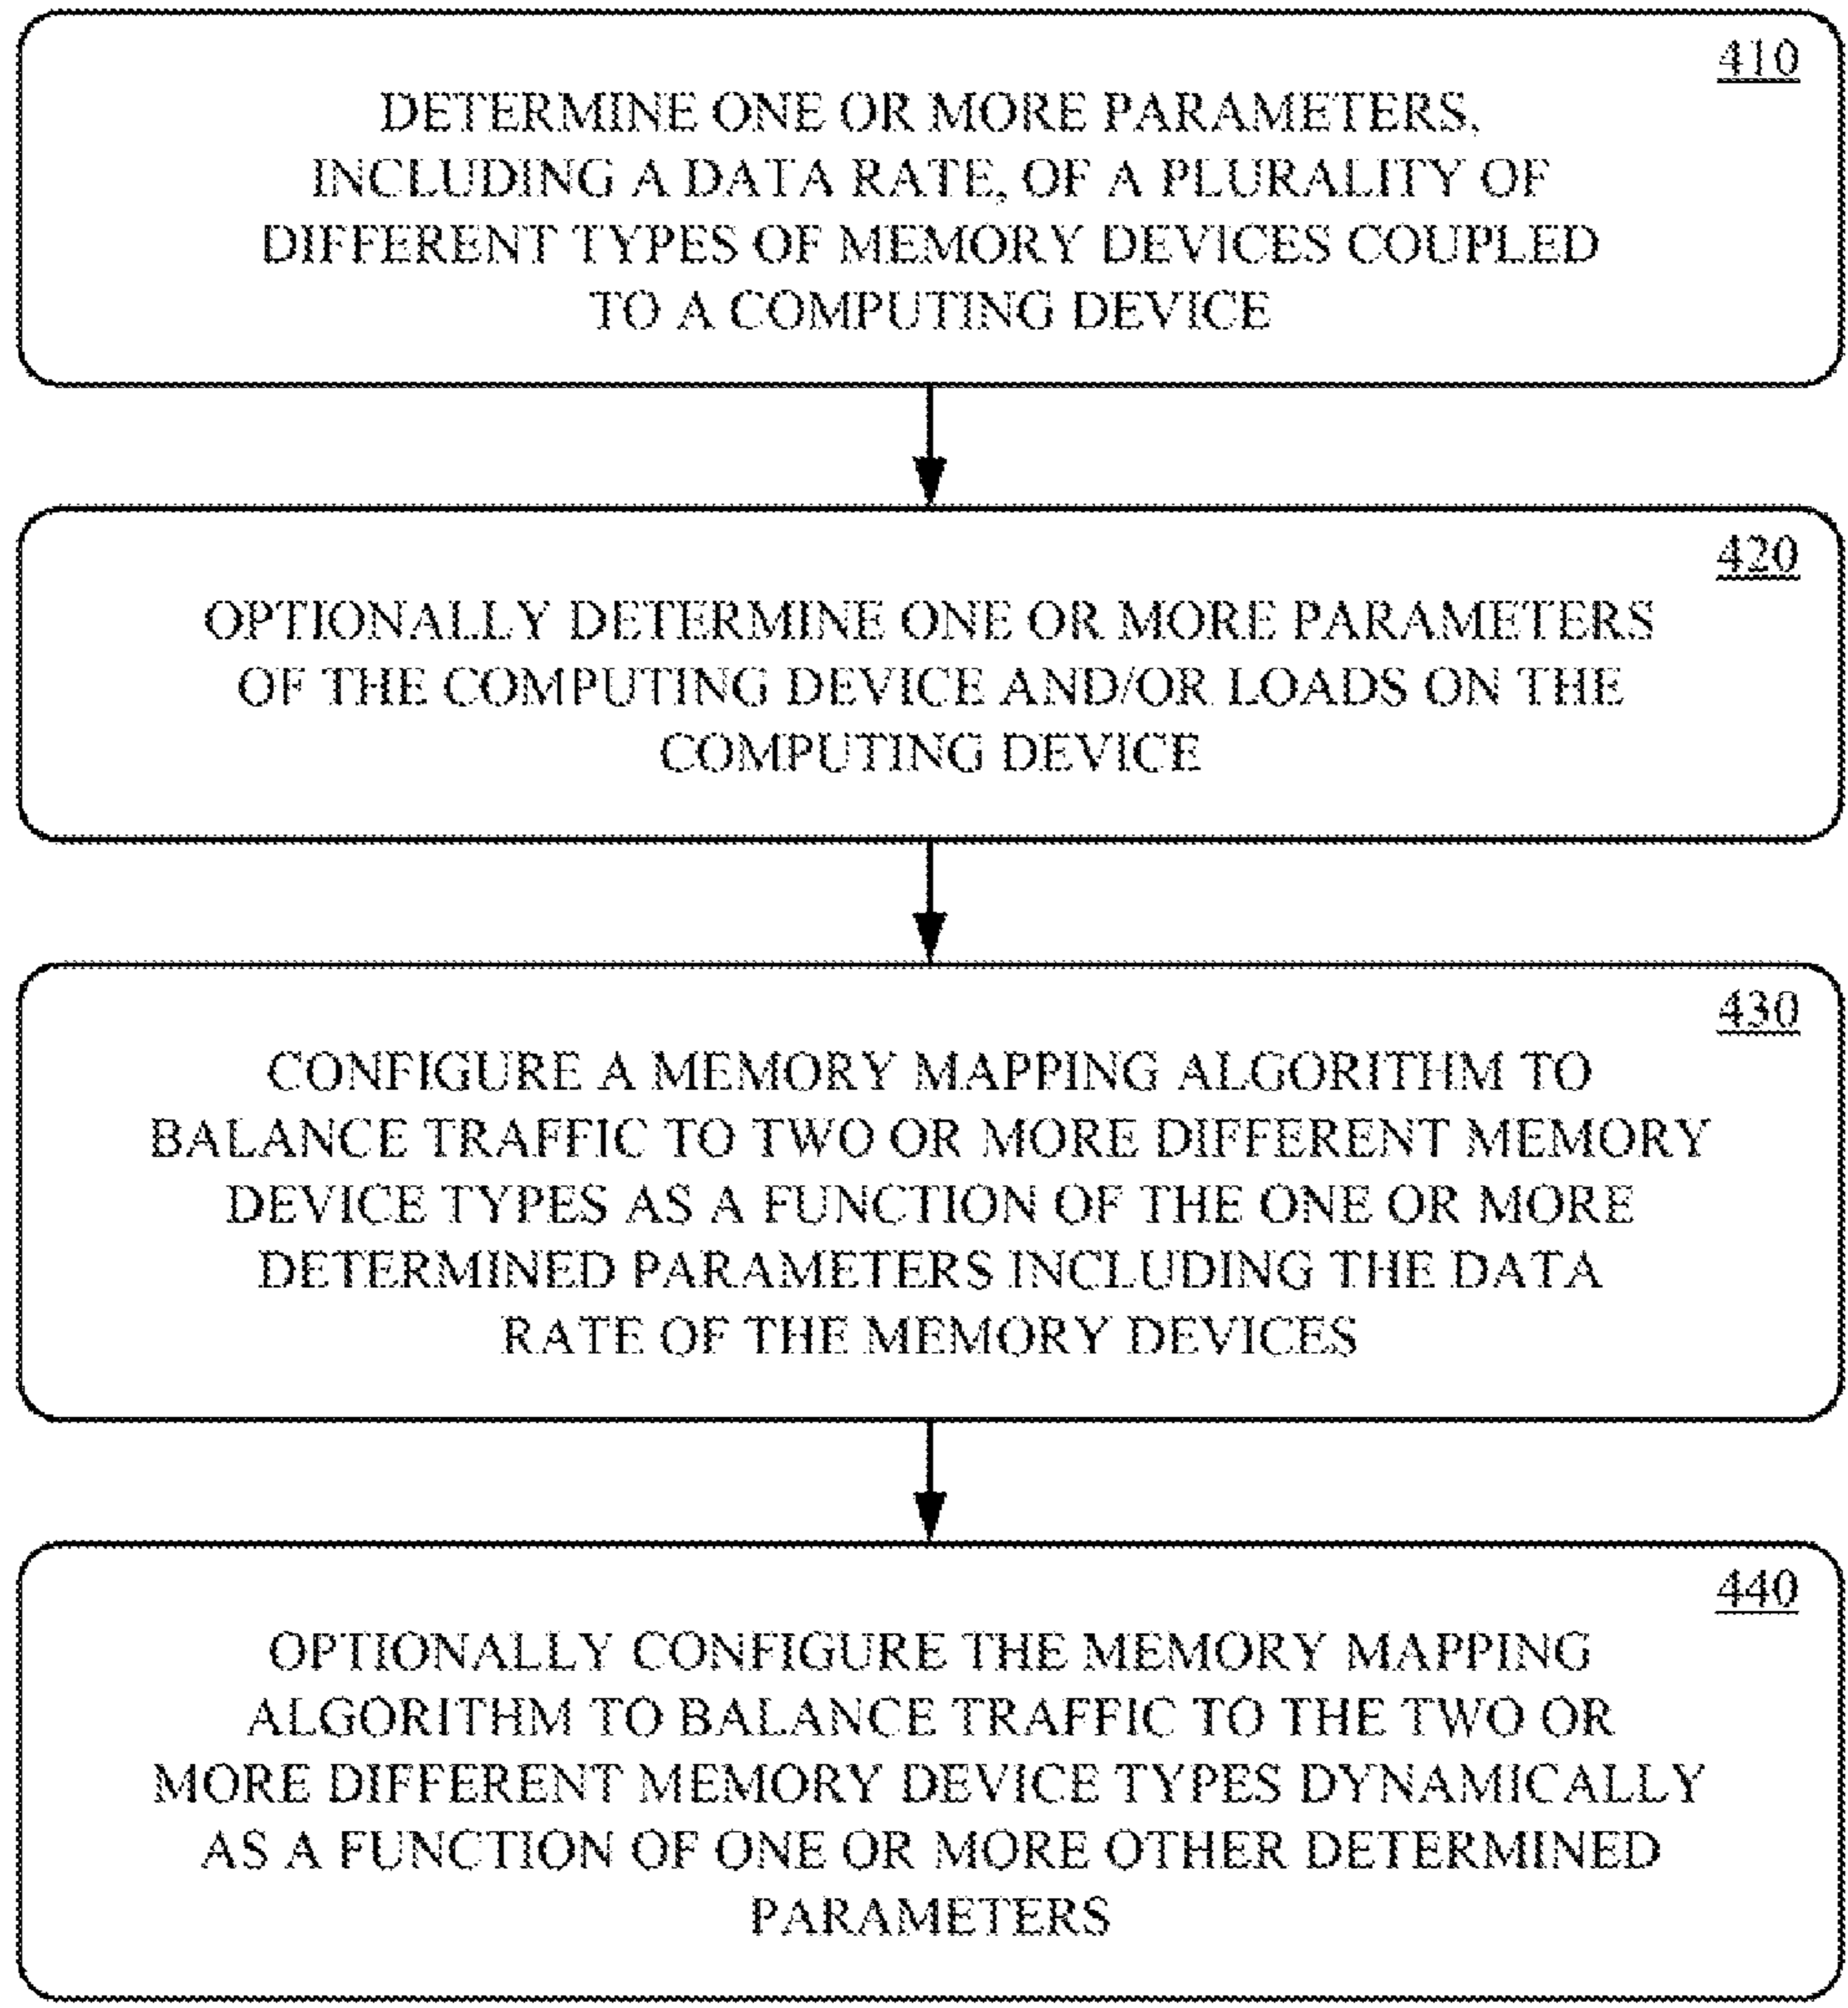 410
DETERMINE ONE OR MORE PARAMETERS,
INCLUDING A DATA RATE, OF A PLURALITY OF
DIFFERENT TYPES OF MEMORY DEVICES COUPLED
TO A COMPUTING DEVICE
420
OPTIONALLY DETERMINE ONE OR MORE PARAMETERS
OF THE COMPUTING DEVICE AND/OR LOADS ON THE
COMPUTING DEVICE
430
CONFIGURE A MEMORY MAPPING ALGORITHM TO
BALANCE TRAFFIC TO TWO OR MORE DIFFERENT MEMORY
DEVICE TYPES AS A FUNCTION OF THE ONE OR MORE
DETERMINED PARAMETERS INCLUDING THE DATA
RATE OF THE MEMORY DEVICES
440
OPTIONALLY CONFIGURE THE MEMORY MAPPING
ALGORITHM TO BALANCE TRAFFIC TO THE TWO OR
MORE DIFFERENT MEMORY DEVICE TYPES DYNAMICALLY
AS A FUNCTION OF ONE OR MORE OTHER DETERMINED
PARAMETERS